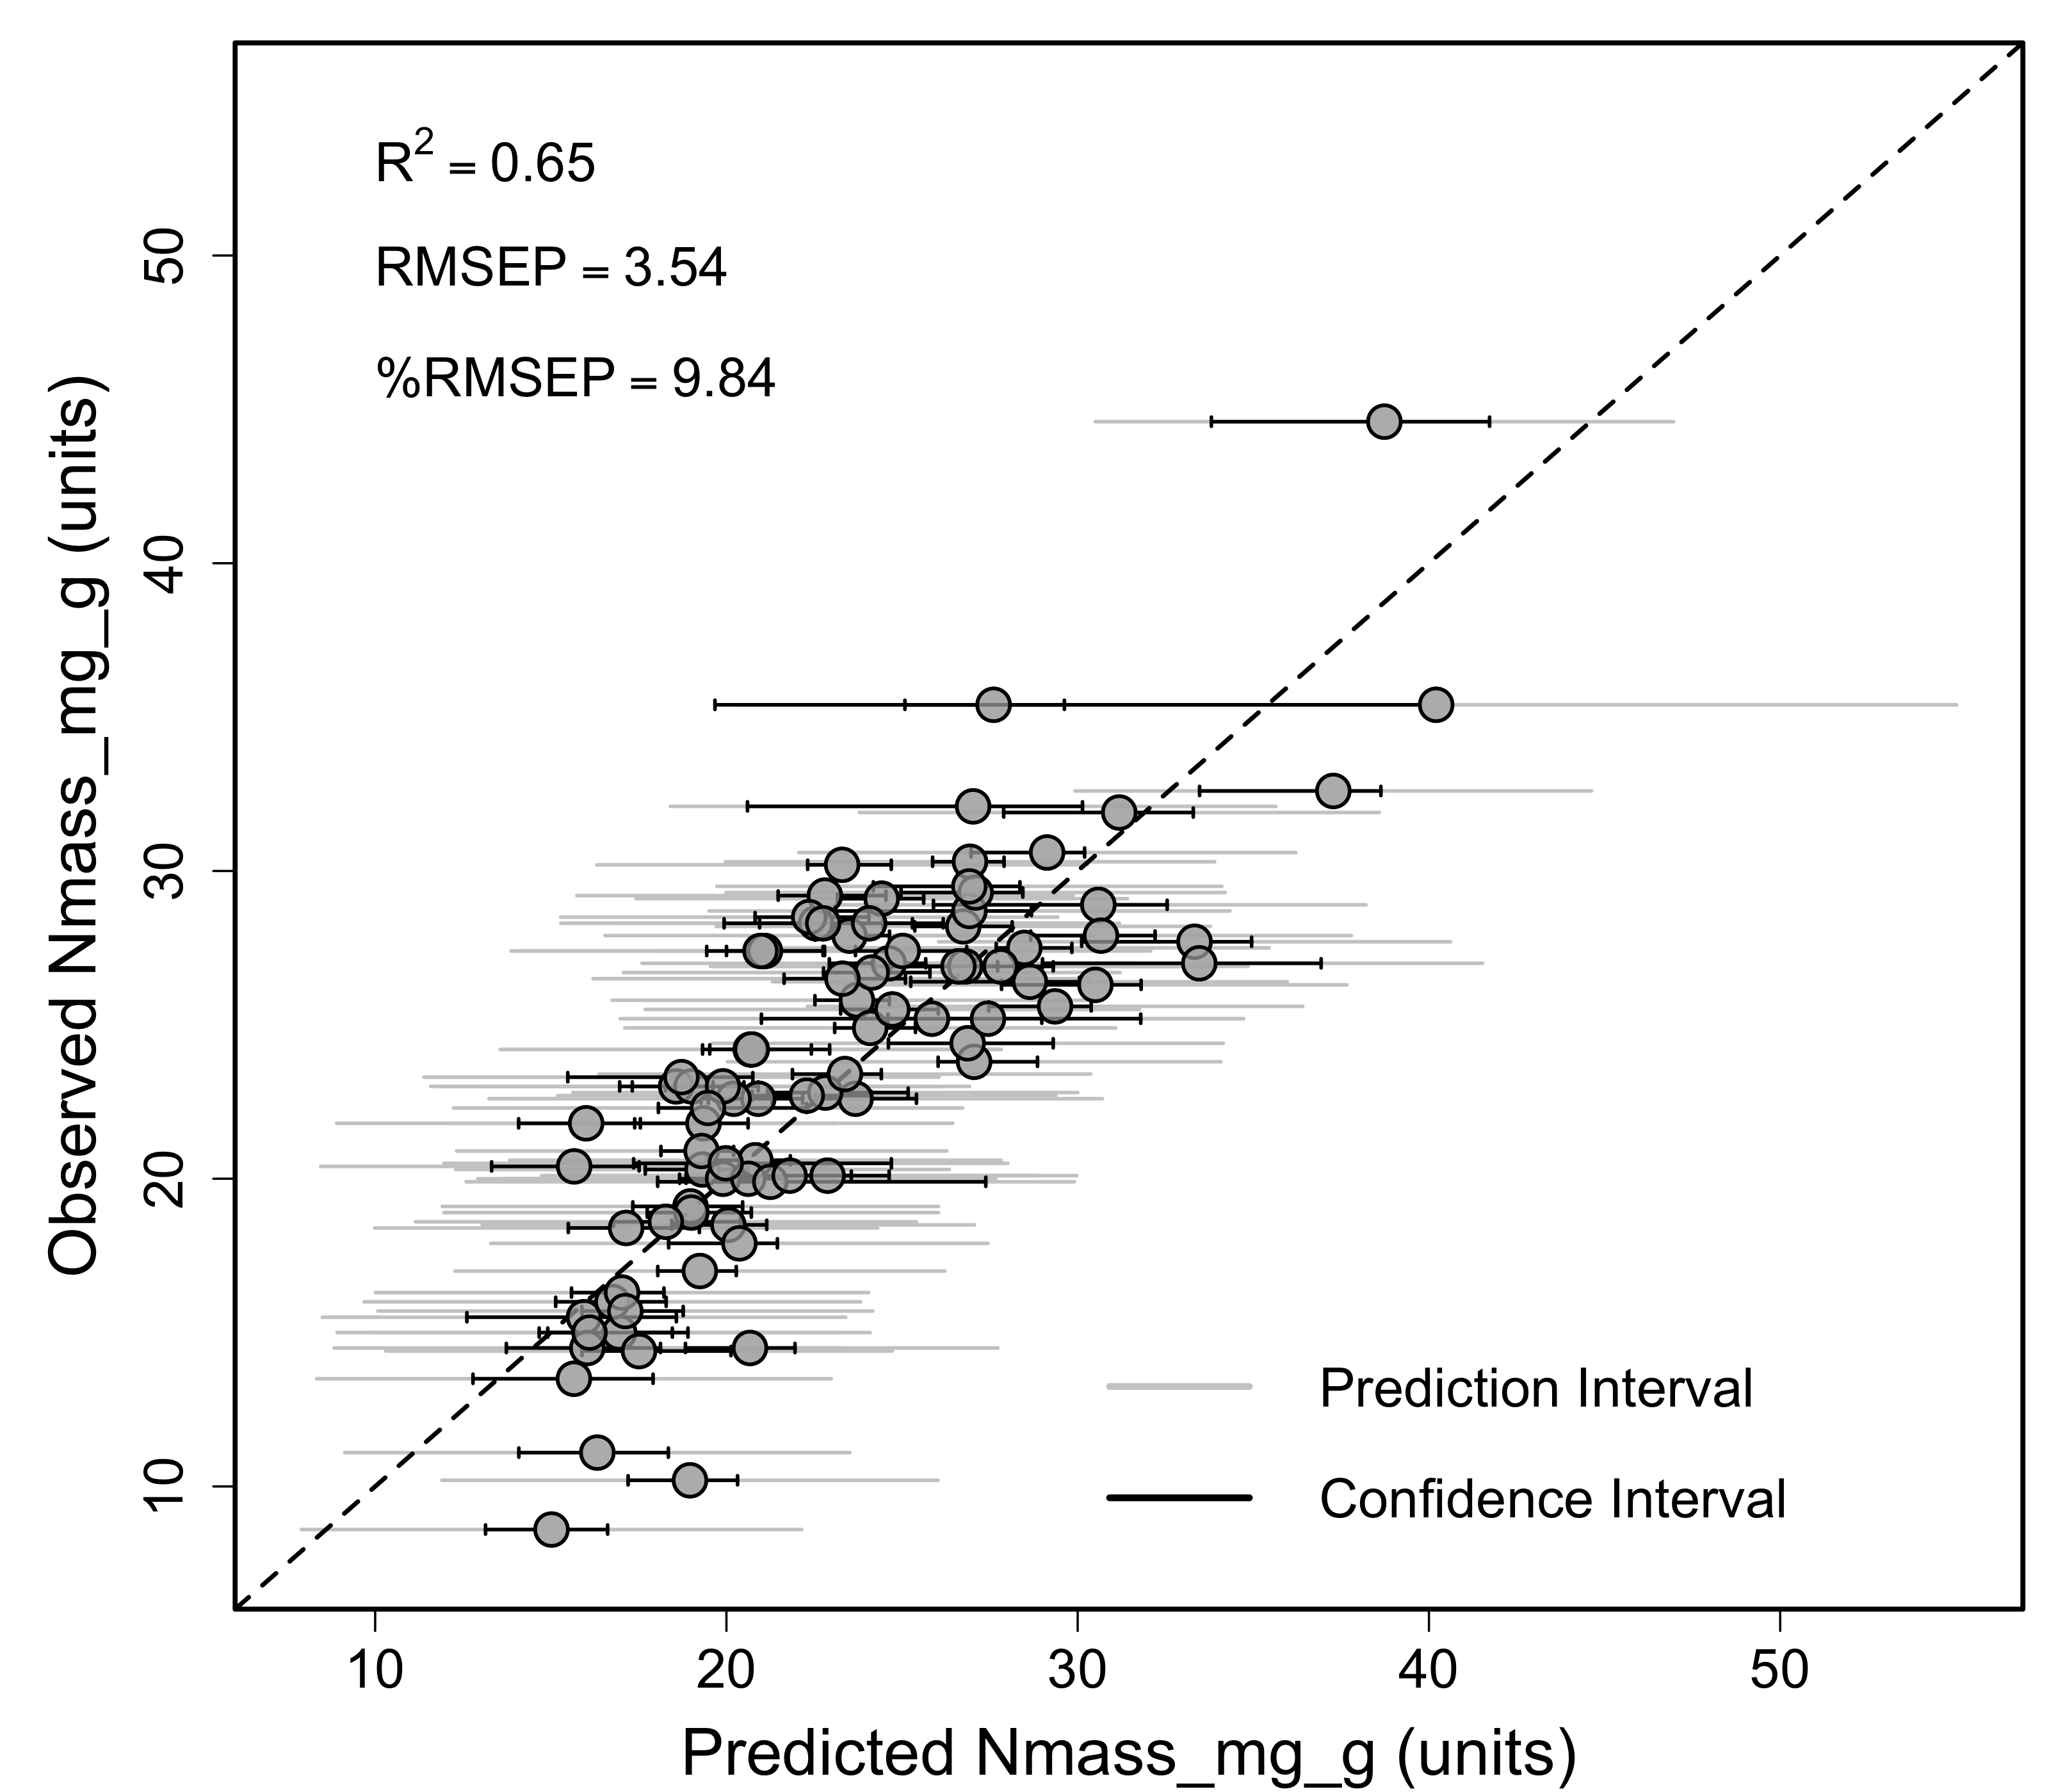 R² = 0.65
RMSEP = 3.54
%RMSEP = 9.84
Observed Nmass_mg_g (units)
50
40
30
20
10
Prediction Interval
Confidence Interval
10 20 30 40 50
Predicted Nmass_mg_g (units)